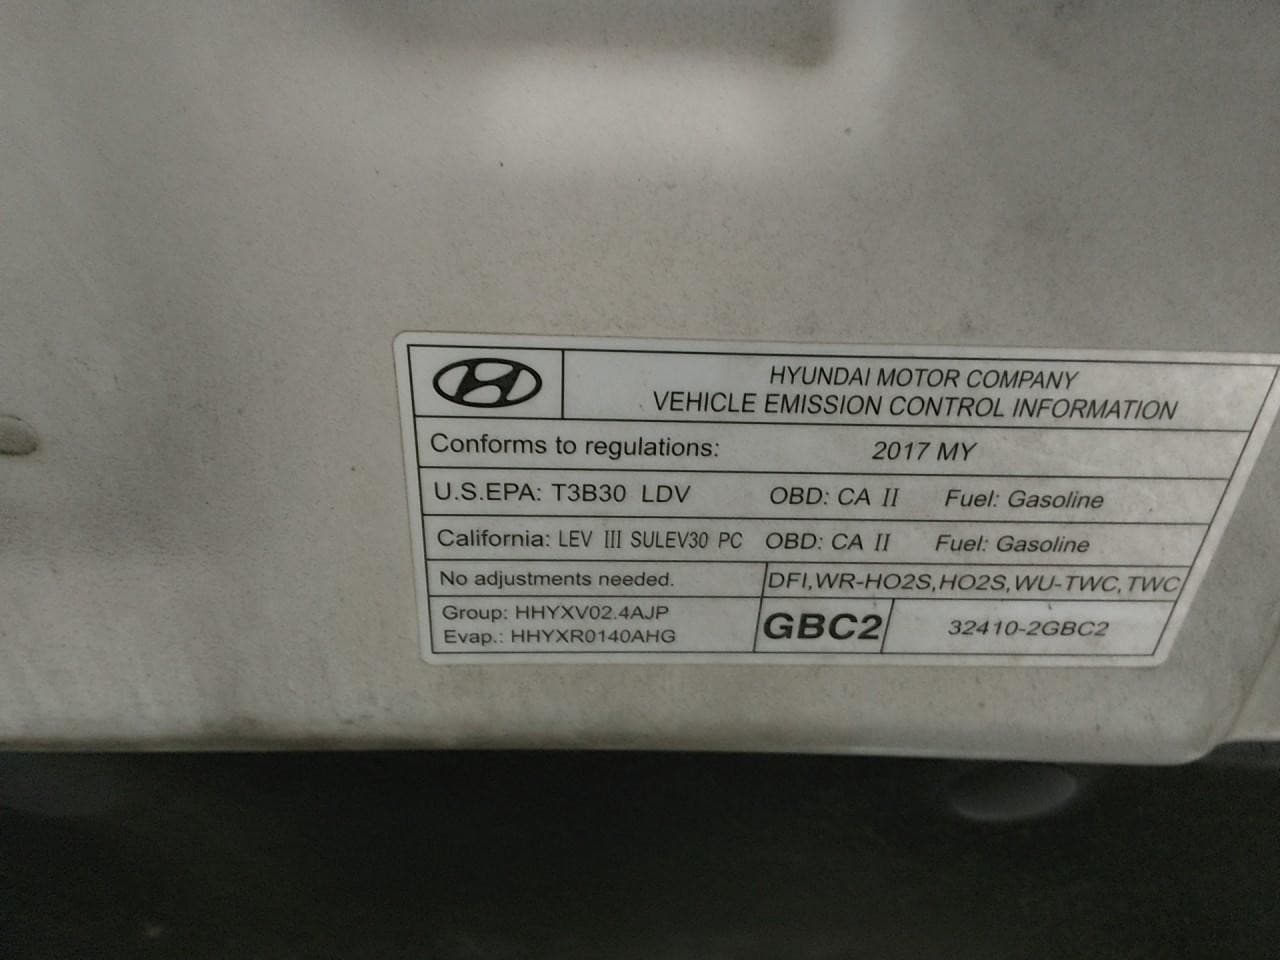 HYUNDAI MOTOR COMPANY
VEHICLE EMISSION CONTROL INFORMATION
Conforms to regulations: 2017 MY
U.S.EPA: T3B30 LDV OBD: CA II Fuel: Gasoline
California: LEV III SULEV30 PC OBD: CA II Fuel: Gasoline
No adjustments needed. DFI,WR-HO2S,HO2S,WU-TWC,TWC
Group: HHYXV02.4AJP
Evap.: HHYXR0140AHG
GBC2 32410-2GBC2